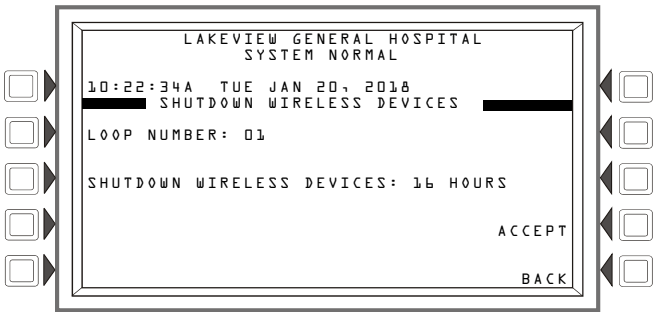 LAKEVIEW GENERAL HOSPITAL
SYSTEM NORMAL
10:22:34A TUE JAN 20, 2018
SHUTDOWN WIRELESS DEVICES
LOOP NUMBER: 01
SHUTDOWN WIRELESS DEVICES: 16 HOURS
ACCEPT
BACK